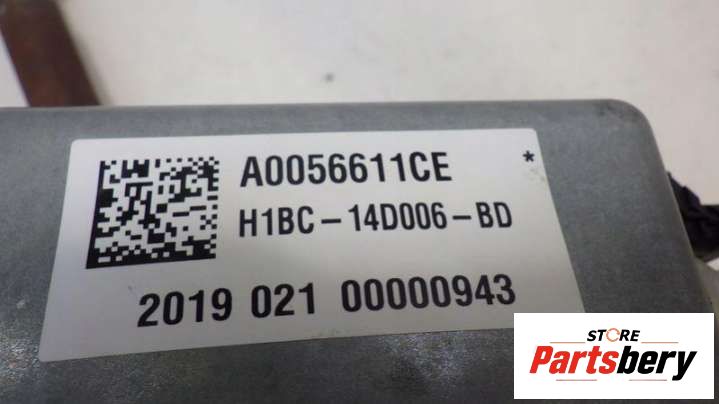 A0056611CE *
H1BC-14D006-BD
2019 021 00000943
STORE
Partsbery